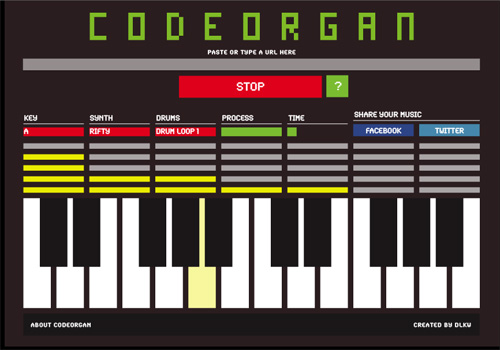 CODEORGAN
PASTE OR TYPE A URL HERE
STOP
?
KEY SYNTH DRUMS PROCESS TIME SHARE YOUR MUSIC
A RIFTY DRUM LOOP 1 FACEBOOK TWITTER
ABOUT CODEORGAN CREATED BY DLKW